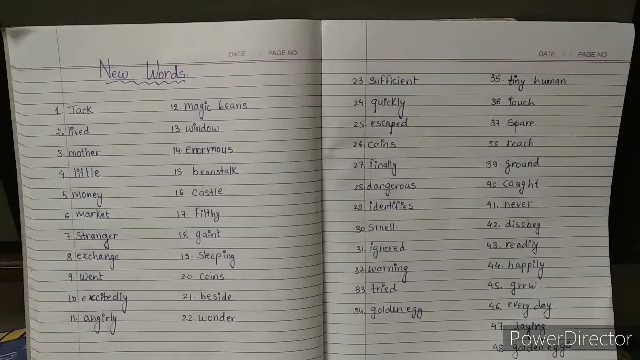 DATE PAGE NO
New Words
1 Jack
2. lived
3 mother
4 little
5 Money
6 market
7. Stranger
8 exchange
9 Went
10. excitedly
11. angirly
12 magic beans
13 window
14 enormous
15 beanstalk
16 castle
17 filthy
18 gaint
19. Sleeping
20 coins
21. beside
22. wonder
DATE PAGE NO
23 sufficient
24 quickly
25 escaped
26 coins
27 finally
28 dangerous
29 identifies
30 smell
31. ignored
32 warning
33 tried
34 golden egg
35 tiny human
36 Touch
37 Spare
38 reach
39. ground
40 caught
41. never
42. disobey
43. readily
44. happily
45. grew
46. every day
47. laying
48 golden eggs
PowerDirector